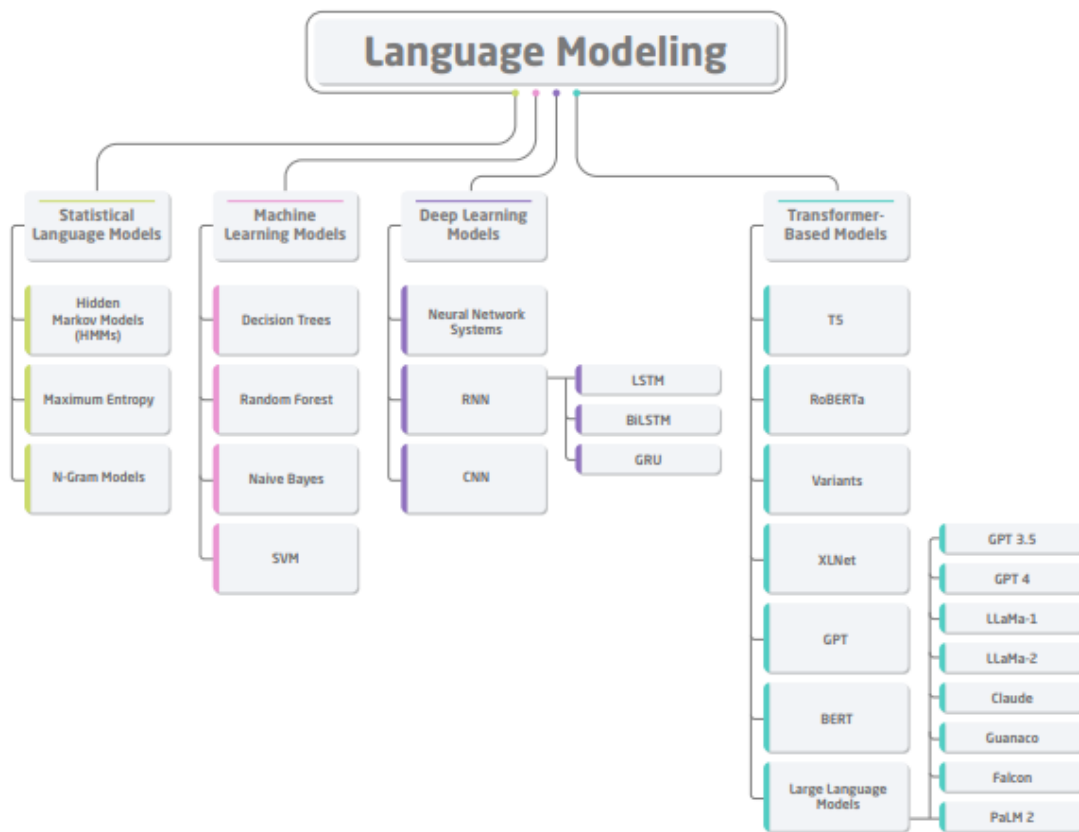 Language Modeling
Statistical
Language Models
Hidden
Markov Models
(HMMs)
Maximum Entropy
N-Gram Models
Machine
Learning Models
Decision Trees
Random Forest
Naive Bayes
SVM
Deep Learning
Models
Neural Network
Systems
RNN
LSTM
BiLSTM
GRU
CNN
Transformer-
Based Models
T5
RoBERTa
Variants
XLNet
GPT
BERT
Large Language
Models
GPT 3.5
GPT 4
LLaMa-1
LLaMa-2
Claude
Guanaco
Falcon
PaLM 2